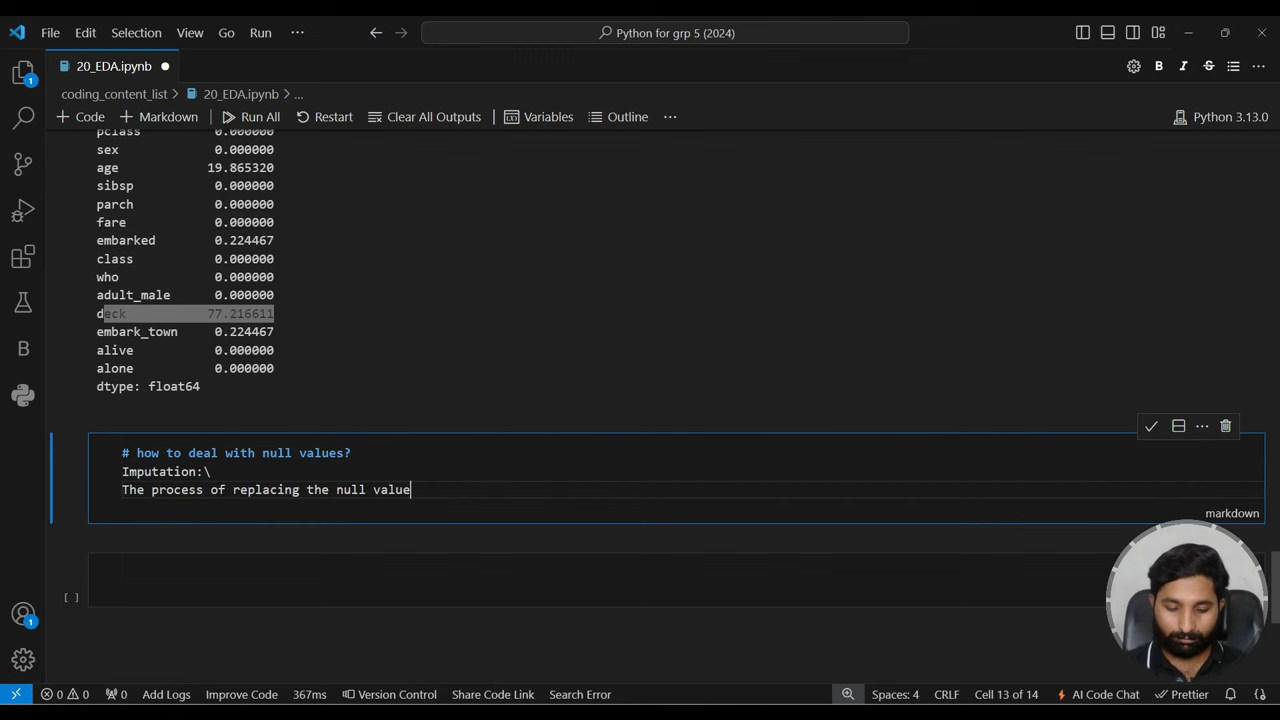 File Edit Selection View Go Run ··· Python for grp 5 (2024)
20_EDA.ipynb
coding_content_list > 20_EDA.ipynb > ...
+ Code + Markdown Run All Restart Clear All Outputs Variables Outline ··· Python 3.13.0
pclass 0.000000
sex 0.000000
age 19.865320
sibsp 0.000000
parch 0.000000
fare 0.000000
embarked 0.224467
class 0.000000
who 0.000000
adult_male 0.000000
deck 77.216611
embark_town 0.224467
alive 0.000000
alone 0.000000
dtype: float64
# how to deal with null values?
Imputation:\
The process of replacing the null value
markdown
[ ]
0 0 0 Add Logs Improve Code 367ms Version Control Share Code Link Search Error Spaces: 4 CRLF Cell 13 of 14 AI Code Chat Prettier